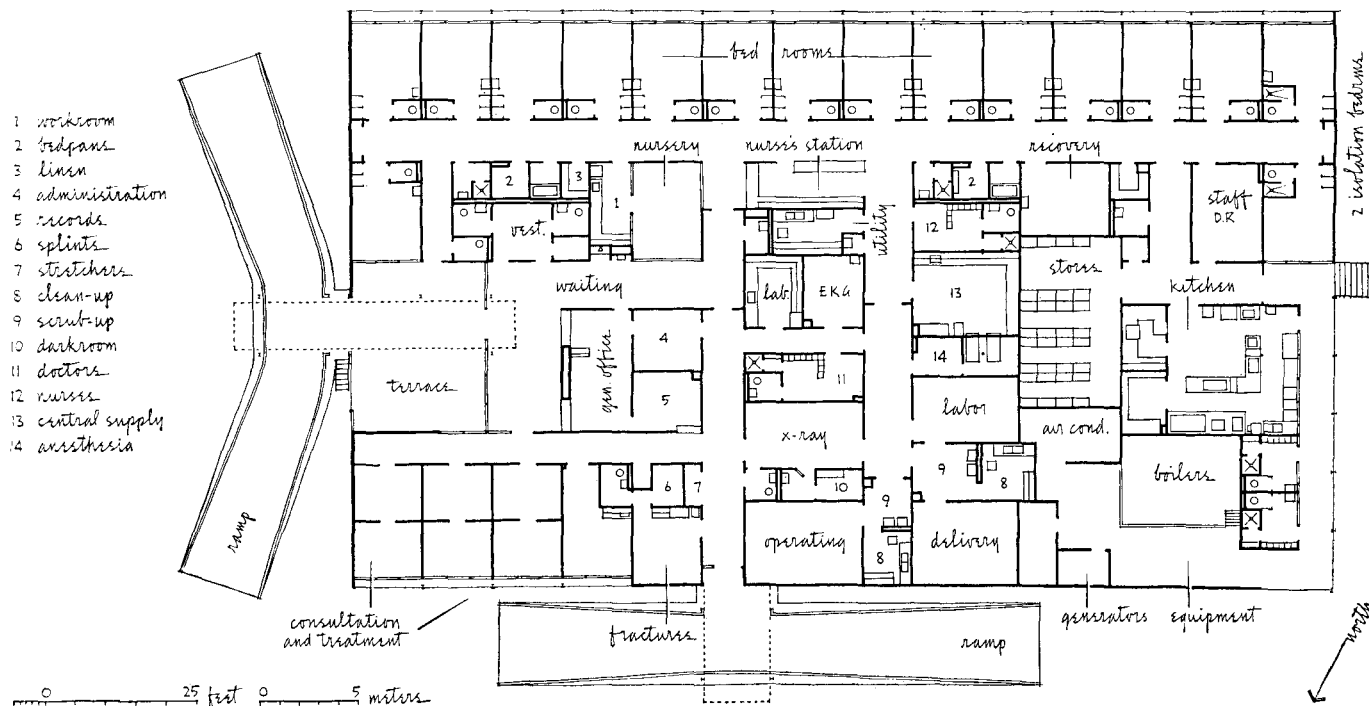 bed rooms
1 workroom
2 bedpans
3 linen
4 administration
5 records
6 splints
7 stretchers
8 clean-up
9 scrub-up
10 darkroom
11 doctors
12 nurses
13 central supply
14 anesthesia
2 isolation bedrms
nursery
nurse's station
recovery
2
3
1
2
vest.
8
12
utility
staff
D.R
waiting
lab.
EKG
13
stores
kitchen
4
14
terrace
gen. office
5
11
labor
air cond.
x-ray
9
8
boilers
6
7
10
9
ramp
operating
8
delivery
consultation
and treatment
fractures
ramp
generators
equipment
north
0 25 feet 0 5 meters